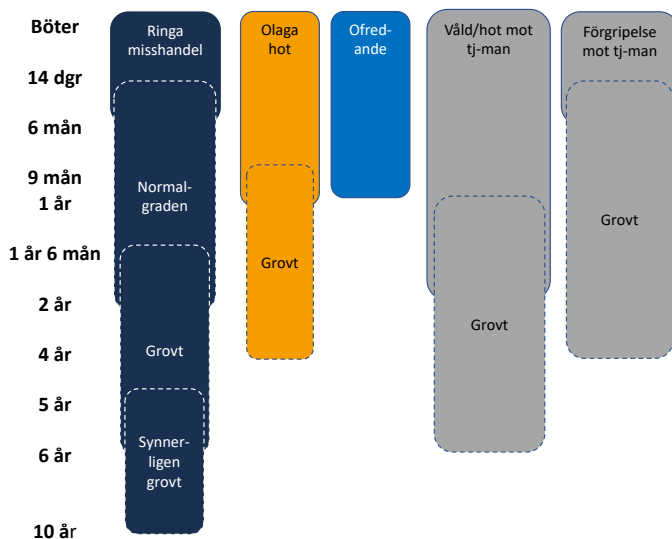 Böter
14 dgr
6 mån
9 mån
1 år
1 år 6 mån
2 år
4 år
5 år
6 år
10 år
Ringa
misshandel
Normal-
graden
Grovt
Synner-
ligen
grovt
Olaga
hot
Grovt
Ofred-
ande
Våld/hot mot
tj-man
Grovt
Förgripelse
mot tj-man
Grovt